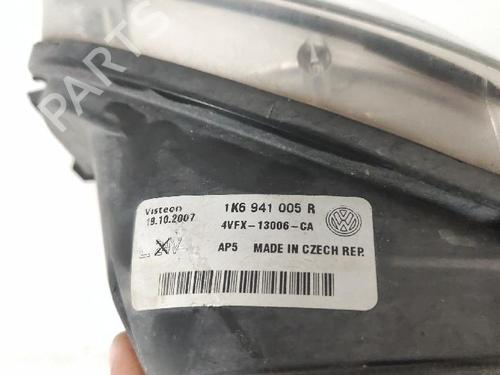 PARTS
Visteon
19.10.2007
1K6 941 005 R
4VFX-13006-CA
AP5 MADE IN CZECH REP.